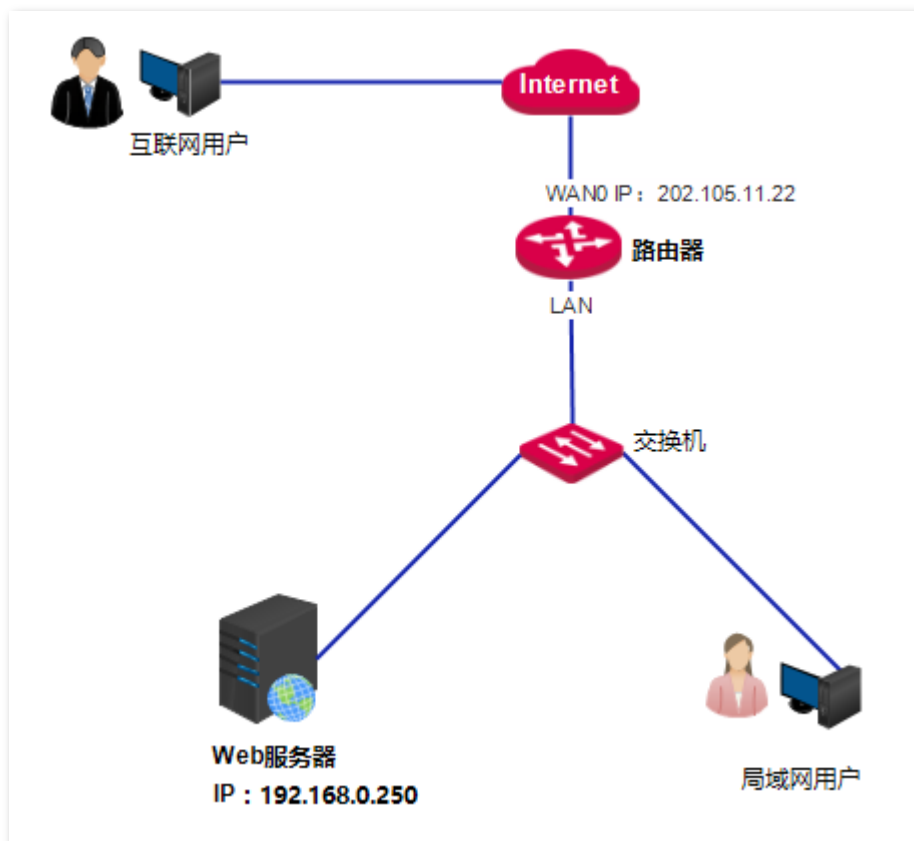 Internet
互联网用户
WAN0 IP：202.105.11.22
路由器
LAN
交换机
Web服务器
IP：192.168.0.250
局域网用户